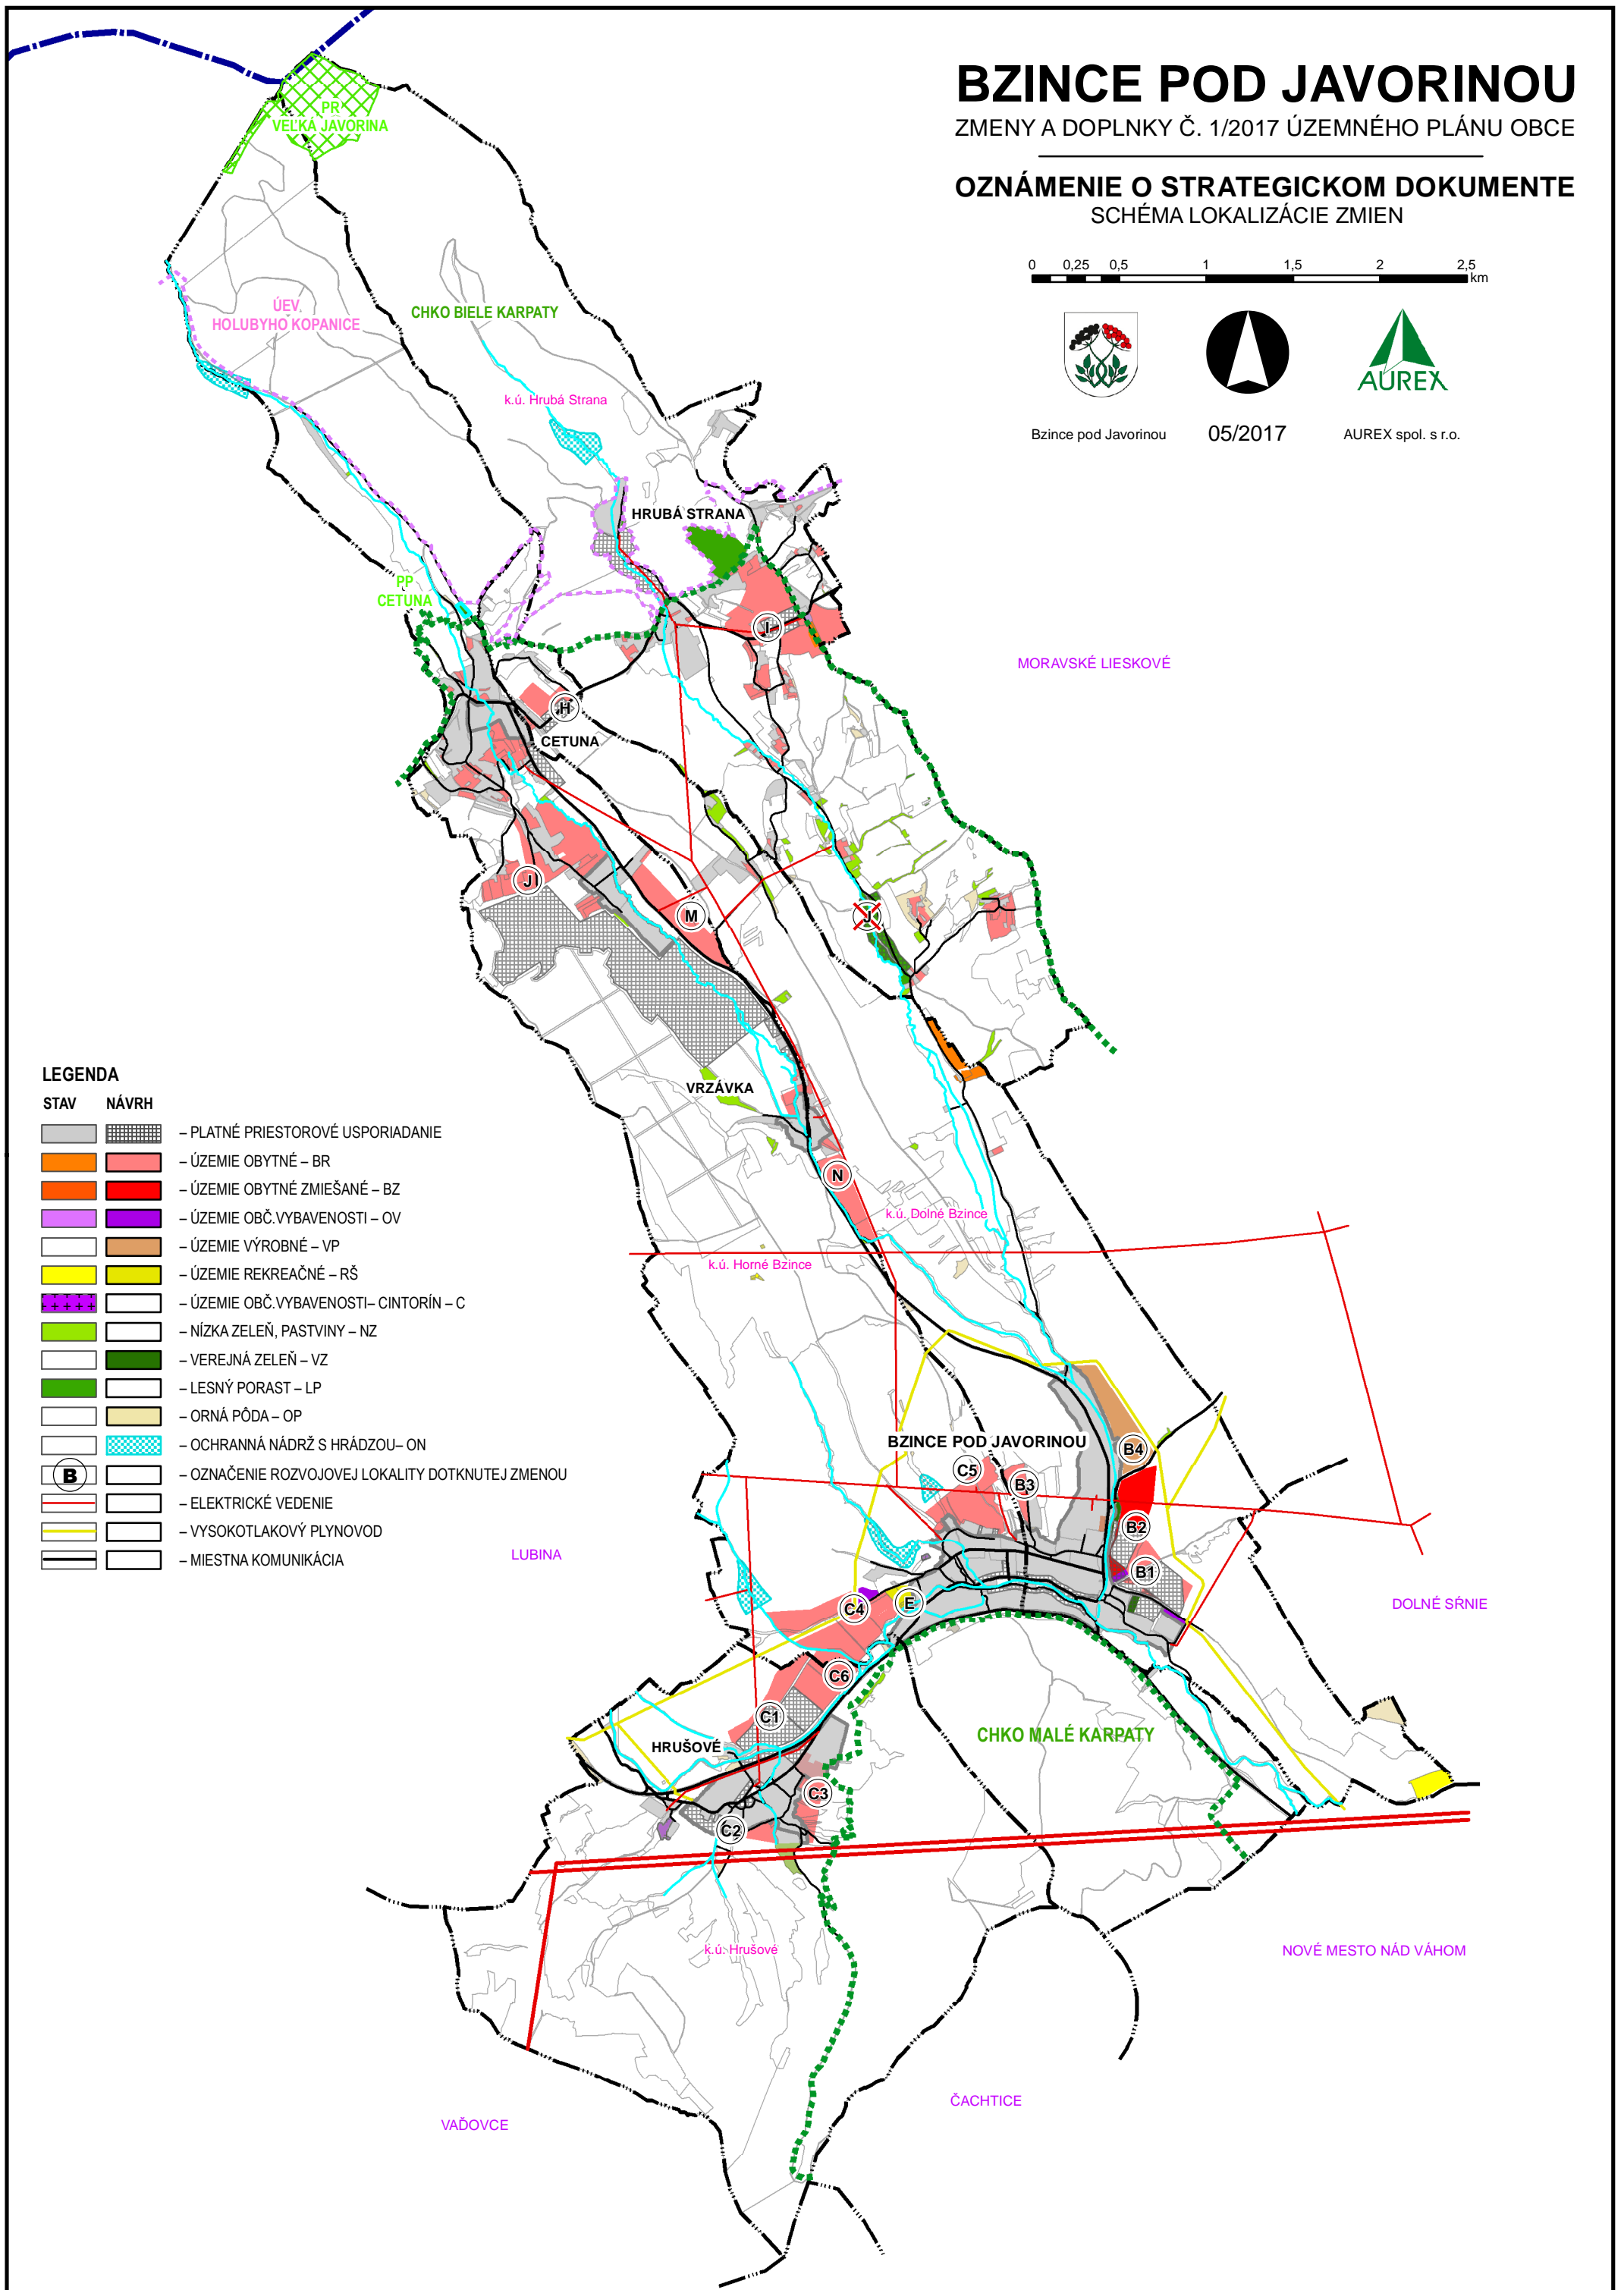 BZINCE POD JAVORINOU
ZMENY A DOPLNKY Č. 1/2017 ÚZEMNÉHO PLÁNU OBCE
OZNÁMENIE O STRATEGICKOM DOKUMENTE
SCHÉMA LOKALIZÁCIE ZMIEN
0 0,25 0,5 1 1,5 2 2,5
km
AUREX
Bzince pod Javorinou
05/2017
AUREX spol. s r.o.
PR
VEĽKÁ JAVORINA
ÚEV.
HOLUBYHO KOPANICE
CHKO BIELE KARPATY
k.ú. Hrubá Strana
HRUBÁ STRANA
PP
CETUNA
I
MORAVSKÉ LIESKOVÉ
H
CETUNA
JI
M
J
VRZÁVKA
N
k.ú. Dolné Bzince
k.ú. Horné Bzince
LEGENDA
STAV NÁVRH
– PLATNÉ PRIESTOROVÉ USPORIADANIE
– ÚZEMIE OBYTNÉ – BR
– ÚZEMIE OBYTNÉ ZMIEŠANÉ – BZ
– ÚZEMIE OBČ.VYBAVENOSTI – OV
– ÚZEMIE VÝROBNÉ – VP
– ÚZEMIE REKREAČNÉ – RŠ
– ÚZEMIE OBČ.VYBAVENOSTI– CINTORÍN – C
– NÍZKA ZELEŇ, PASTVINY – NZ
– VEREJNÁ ZELEŇ – VZ
– LESNÝ PORAST – LP
– ORNÁ PÔDA – OP
– OCHRANNÁ NÁDRŽ S HRÁDZOU– ON
B – OZNAČENIE ROZVOJOVEJ LOKALITY DOTKNUTEJ ZMENOU
– ELEKTRICKÉ VEDENIE
– VYSOKOTLAKOVÝ PLYNOVOD
– MIESTNA KOMUNIKÁCIA
BZINCE POD JAVORINOU
B4
C5
B3
B2
LUBINA
B1
C4
E
DOLNÉ SŔNIE
C6
C1
CHKO MALÉ KARPATY
HRUŠOVÉ
C3
C2
k.ú. Hrušové
NOVÉ MESTO NÁD VÁHOM
ČACHTICE
VAĎOVCE